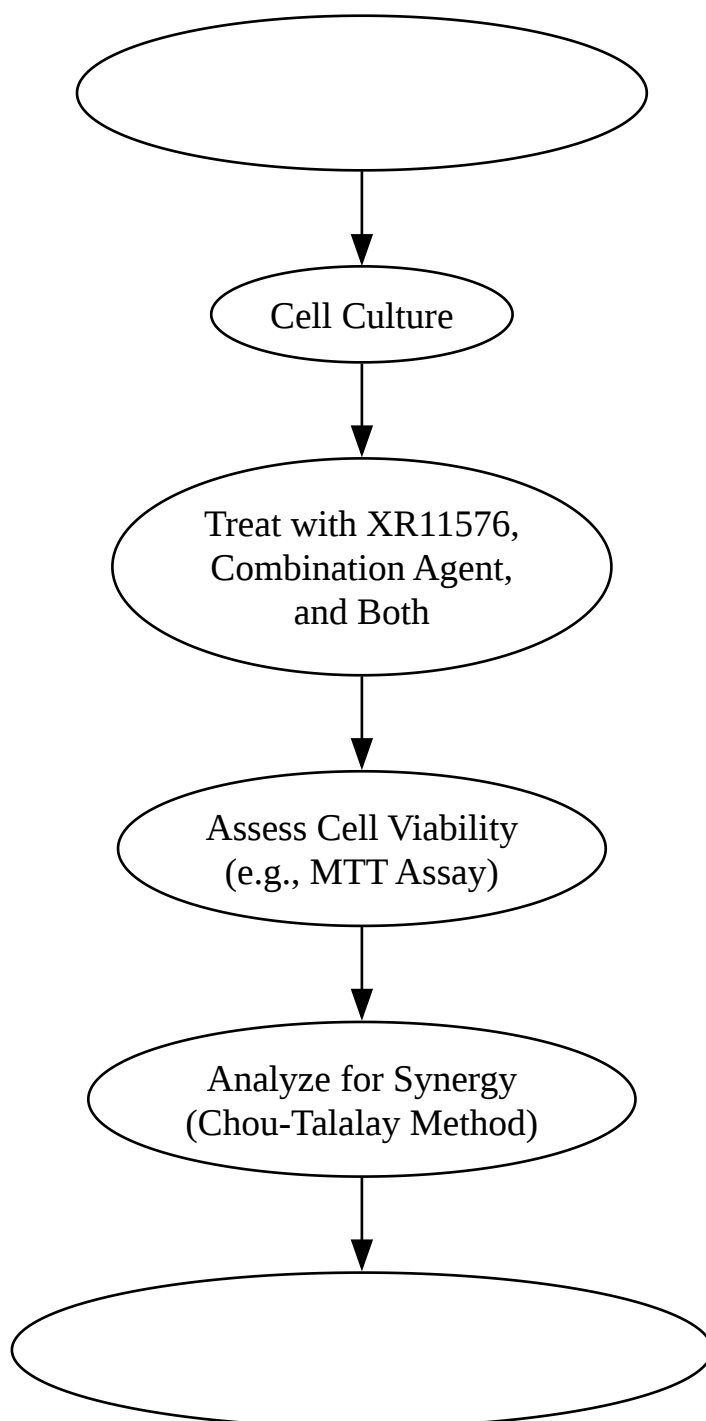 Cell Culture
Treat with XR11576,
Combination Agent,
and Both
Assess Cell Viability
(e.g., MTT Assay)
Analyze for Synergy
(Chou-Talalay Method)